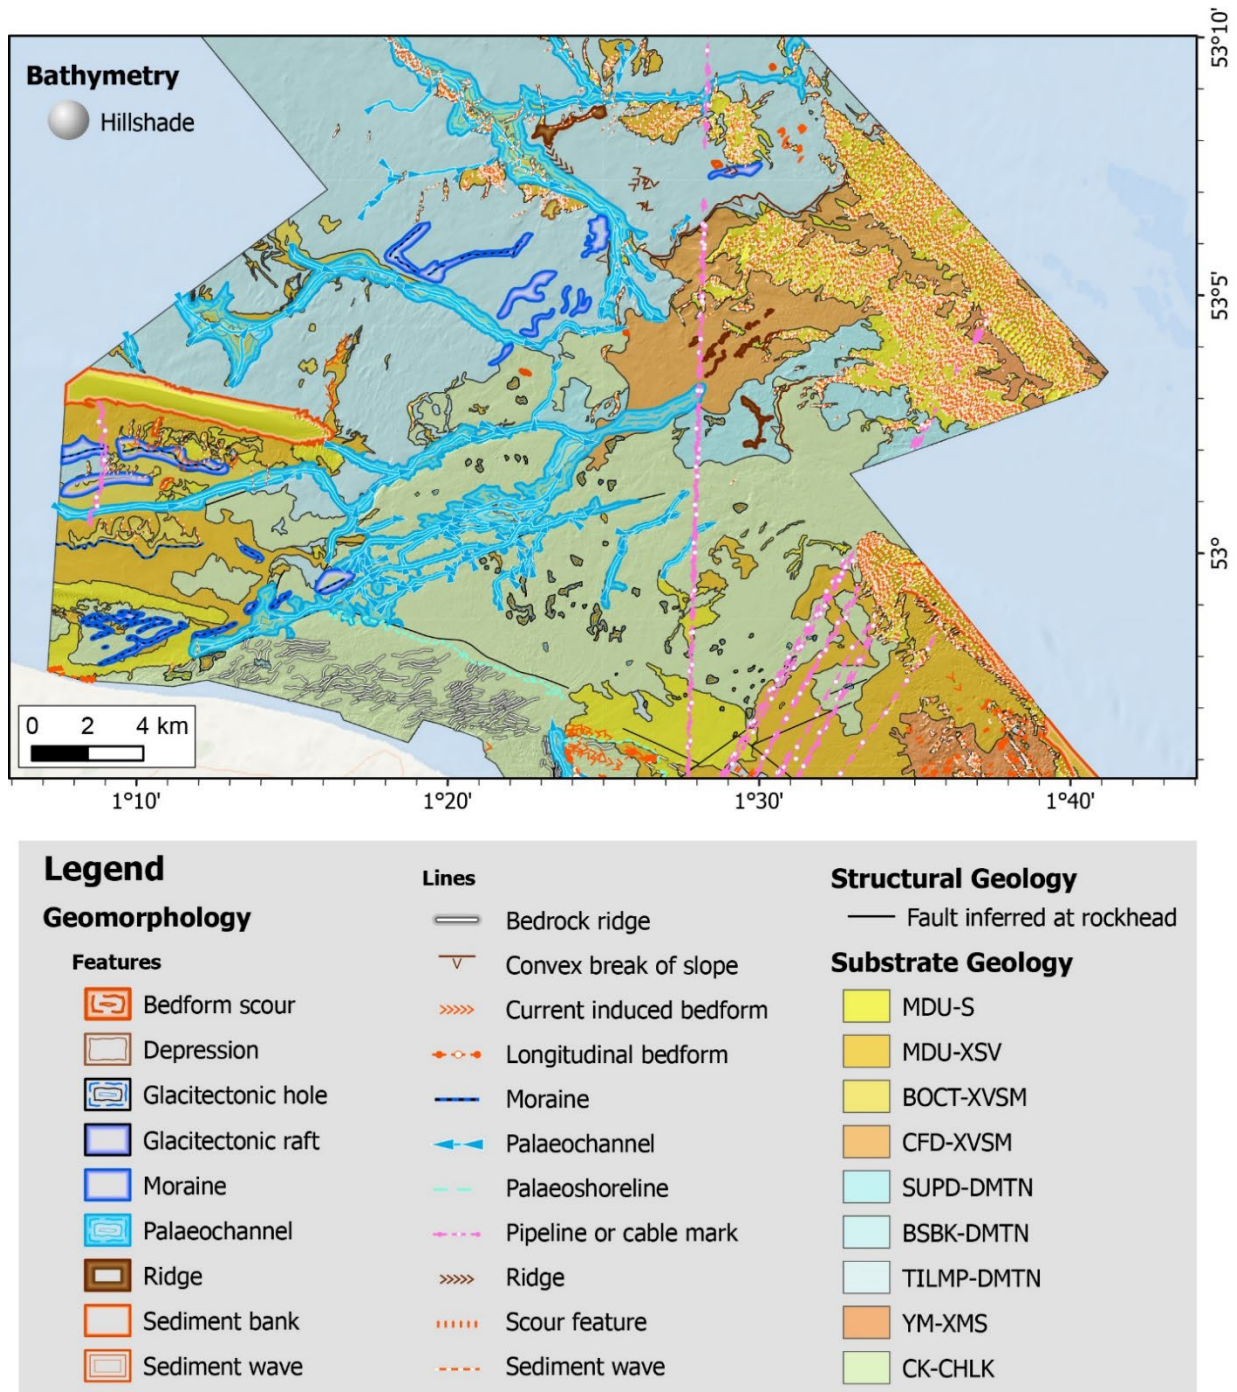 Bathymetry
Hillshade
53°10'
53°5'
53°
0 2 4 km
1°10' 1°20' 1°30' 1°40'
Legend
Geomorphology
Features
Bedform scour
Depression
Glacitectonic hole
Glacitectonic raft
Moraine
Palaeochannel
Ridge
Sediment bank
Sediment wave
Lines
Bedrock ridge
Convex break of slope
Current induced bedform
Longitudinal bedform
Moraine
Palaeochannel
Palaeoshoreline
Pipeline or cable mark
Ridge
Scour feature
Sediment wave
Structural Geology
Fault inferred at rockhead
Substrate Geology
MDU-S
MDU-XSV
BOCT-XVSM
CFD-XVSM
SUPD-DMTN
BSBK-DMTN
TILMP-DMTN
YM-XMS
CK-CHLK